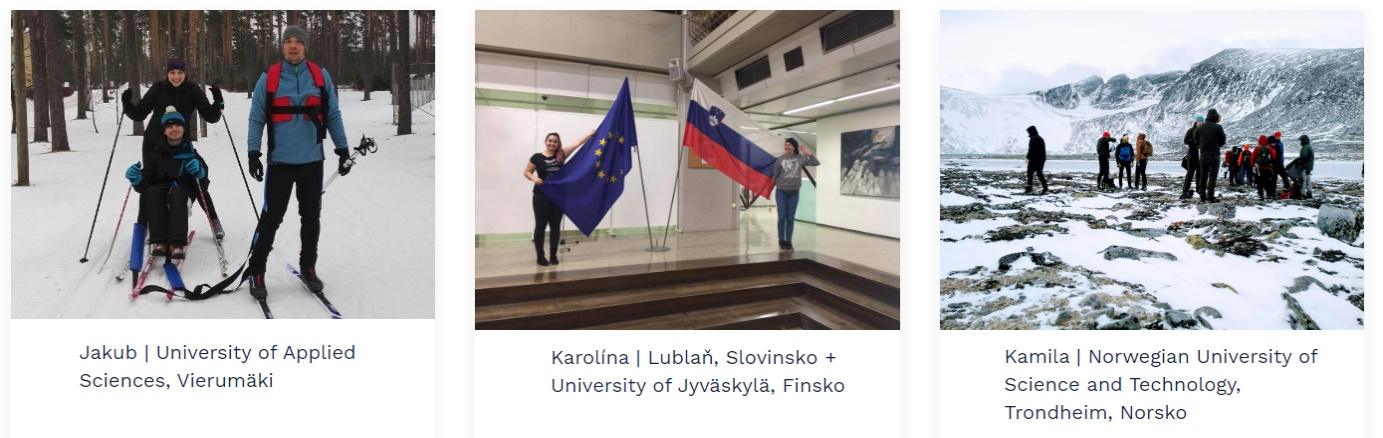 Jakub | University of Applied
Sciences, Vierumäki
Karolína | Lublaň, Slovinsko +
University of Jyväskylä, Finsko
Kamila | Norwegian University of
Science and Technology,
Trondheim, Norsko